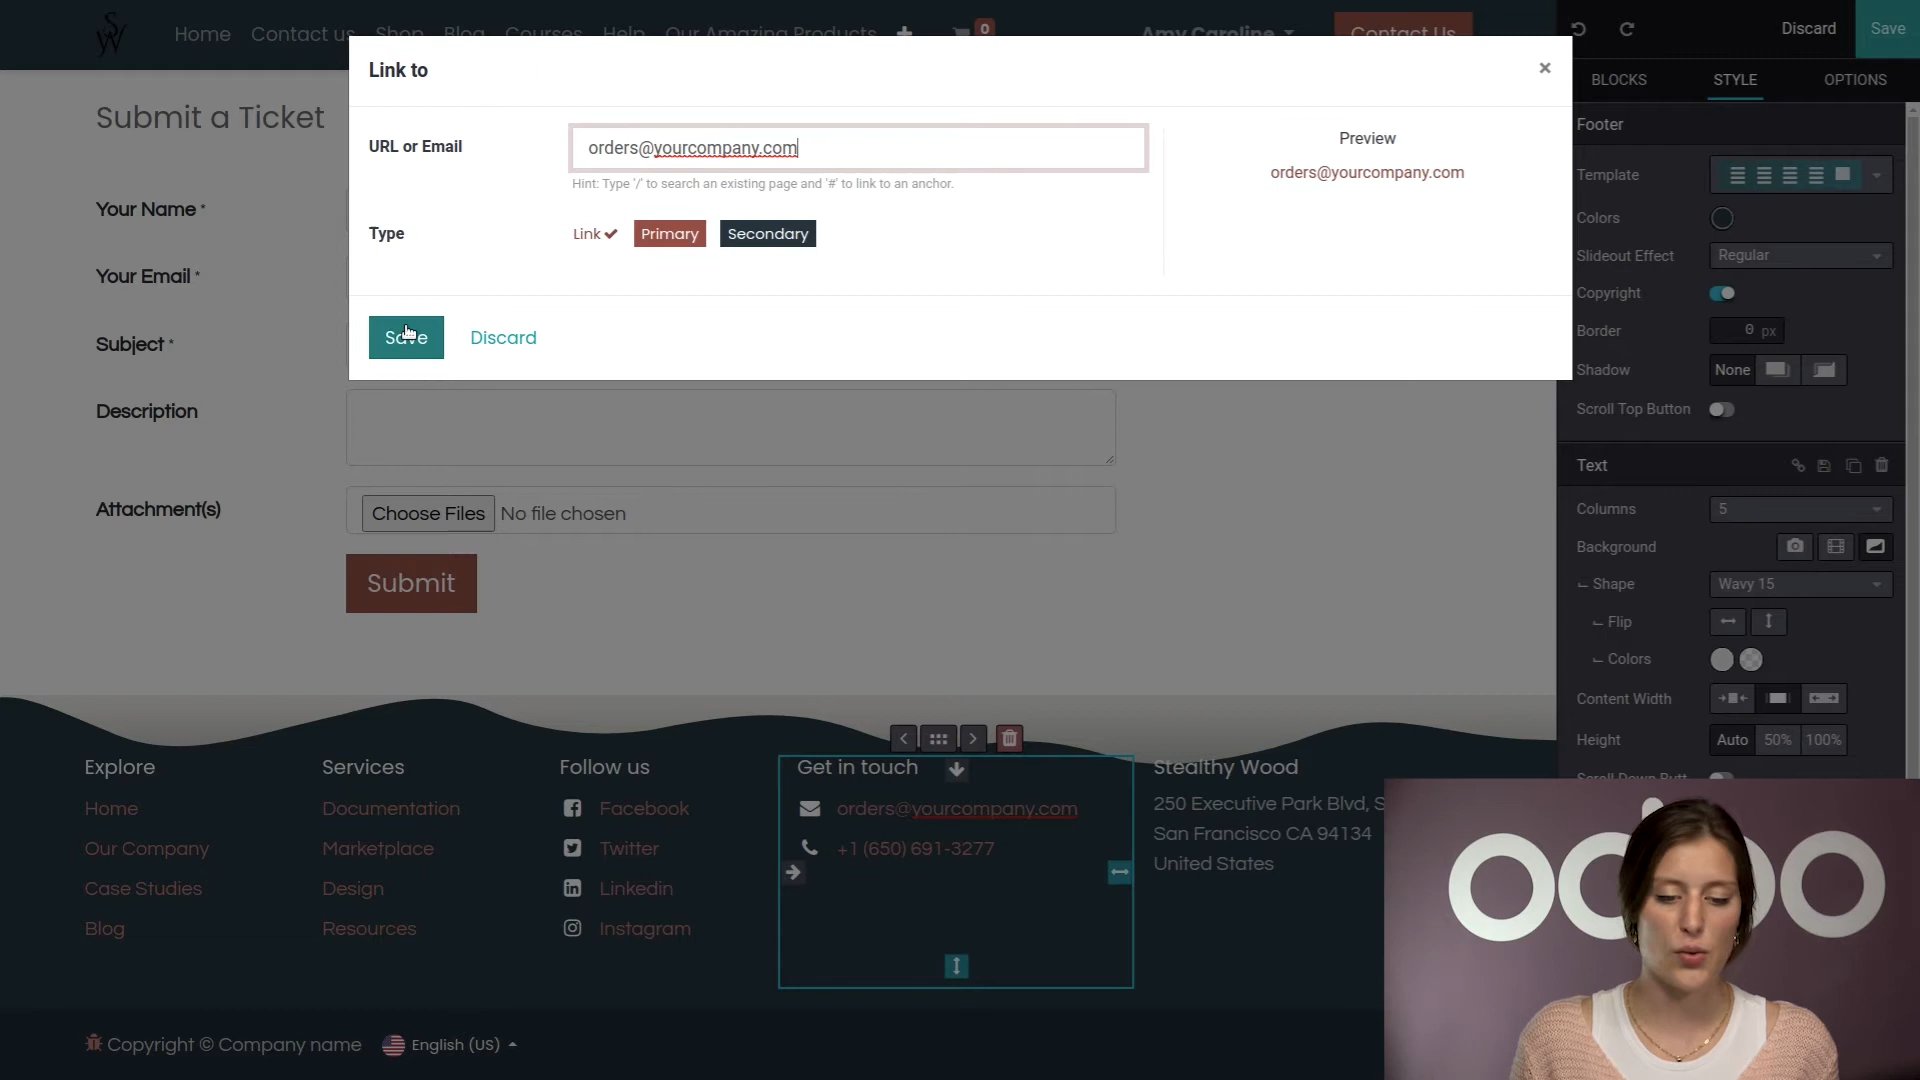 SW
Home Contact us Shop Blog Courses Help Our Amazing Products 0 Amy Caroline Contact Us Discard Save
Link to ×
BLOCKS STYLE OPTIONS
Submit a Ticket
URL or Email orders@yourcompany.com
Hint: Type '/' to search an existing page and '#' to link to an anchor.
Preview
orders@yourcompany.com
Type Link Primary Secondary
Save Discard
Your Name *
Your Email *
Subject *
Description
Attachment(s) Choose Files No file chosen
Submit
Footer
Template
Colors
Slideout Effect Regular
Copyright
Border 0 px
Shadow None
Scroll Top Button
Text
Columns 5
Background
Shape Wavy 15
Flip
Colors
Content Width
Height Auto 50% 100%
Scroll Down Butt
Explore
Home
Our Company
Case Studies
Blog
Services
Documentation
Marketplace
Design
Resources
Follow us
Facebook
Twitter
Linkedin
Instagram
Get in touch
orders@yourcompany.com
+1 (650) 691-3277
Stealthy Wood
250 Executive Park Blvd, S
San Francisco CA 94134
United States
Copyright © Company name English (US)